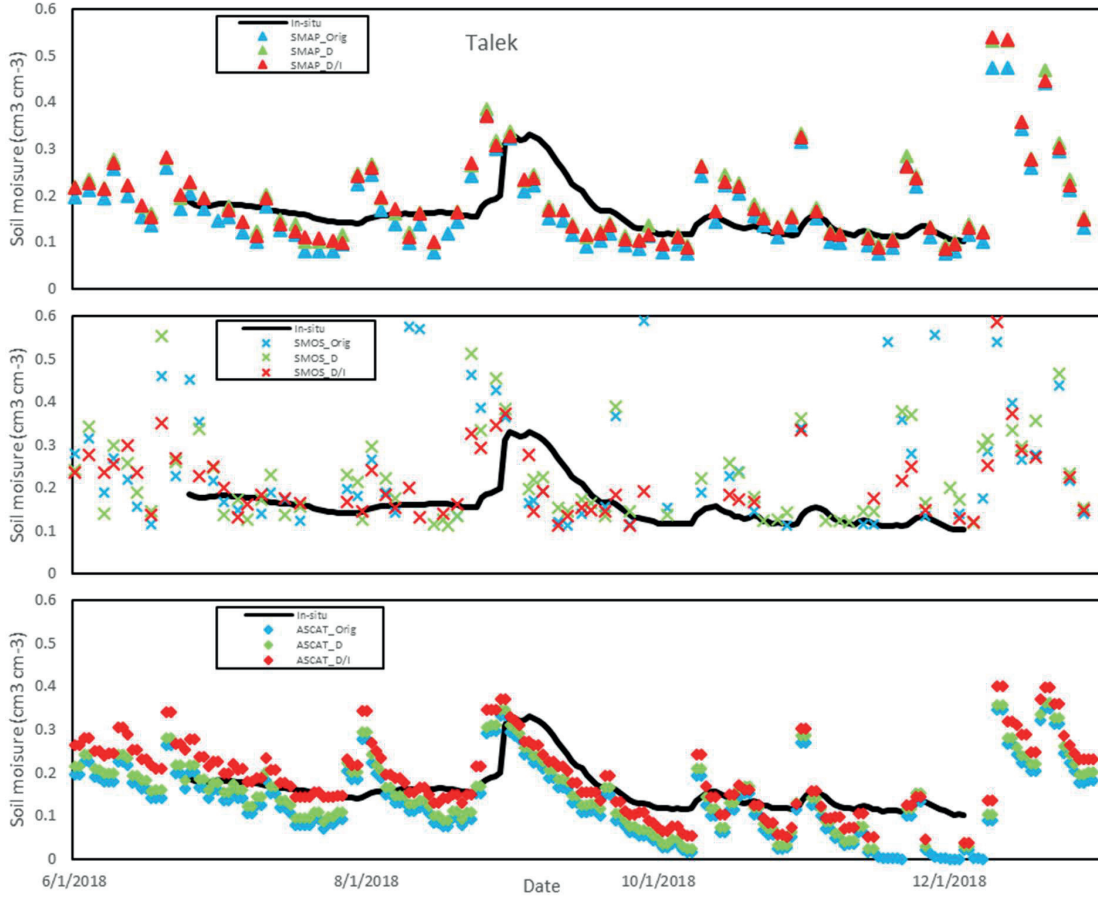 Talek
Soil moisure (cm3 cm-3)
0.6
0.5
0.4
0.3
0.2
0.1
0
In-situ
SMAP_Orig
SMAP_D
SMAP_D/I
Soil moisure (cm3 cm-3)
0.6
0.5
0.4
0.3
0.2
0.1
0
In-situ
SMOS_Orig
SMOS_D
SMOS_D/I
Soil moisure (cm3 cm-3)
0.6
0.5
0.4
0.3
0.2
0.1
0
In-situ
ASCAT_Orig
ASCAT_D
ASCAT_D/I
6/1/2018
8/1/2018
10/1/2018
12/1/2018
Date